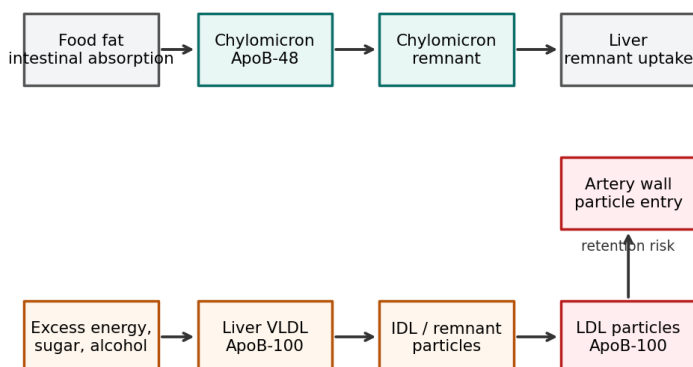 Food fat
intestinal absorption
Chylomicron
ApoB-48
Chylomicron
remnant
Liver
remnant uptake
Artery wall
particle entry
retention risk
Excess energy,
sugar, alcohol
Liver VLDL
ApoB-100
IDL / remnant
particles
LDL particles
ApoB-100